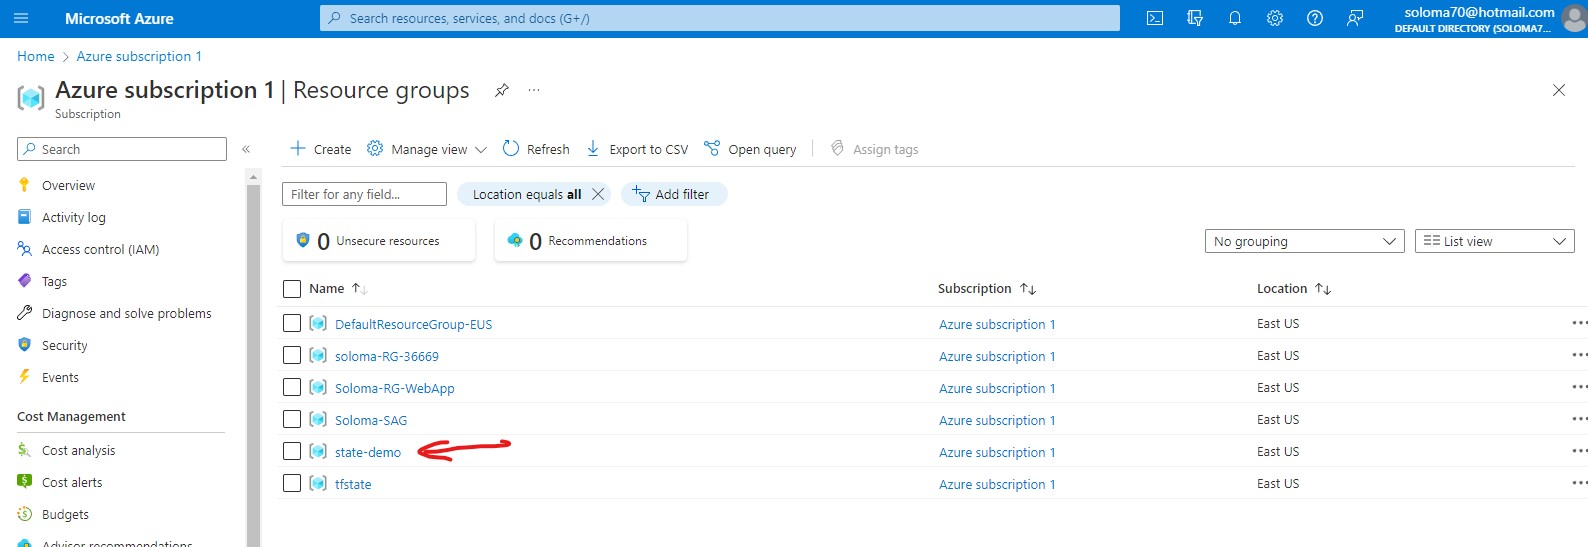 Microsoft Azure
Search resources, services, and docs (G+/)
soloma70@hotmail.com
DEFAULT DIRECTORY (SOLOMA7...
Home > Azure subscription 1
Azure subscription 1 | Resource groups
Subscription
Search
Create
Manage view
Refresh
Export to CSV
Open query
Assign tags
Overview
Activity log
Access control (IAM)
Tags
Diagnose and solve problems
Security
Events
Cost Management
Cost analysis
Cost alerts
Budgets
Advisor recommendations
Filter for any field...
Location equals all
Add filter
0 Unsecure resources
0 Recommendations
No grouping
List view
Name Subscription Location
DefaultResourceGroup-EUS Azure subscription 1 East US
soloma-RG-36669 Azure subscription 1 East US
Soloma-RG-WebApp Azure subscription 1 East US
Soloma-SAG Azure subscription 1 East US
state-demo Azure subscription 1 East US
tfstate Azure subscription 1 East US